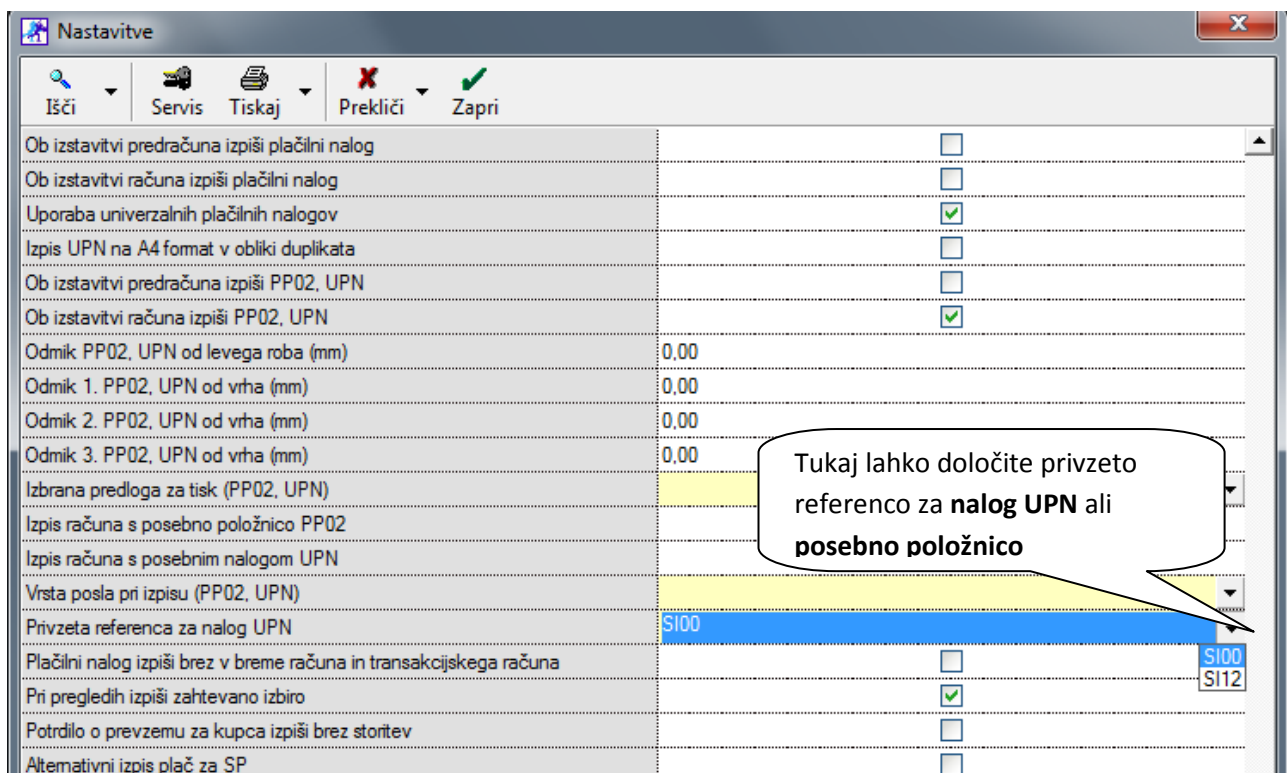 Nastavitve
Išči Servis Tiskaj Prekliči Zapri
Ob izstavitvi predračuna izpiši plačilni nalog
Ob izstavitvi računa izpiši plačilni nalog
Uporaba univerzalnih plačilnih nalogov
Izpis UPN na A4 format v obliki duplikata
Ob izstavitvi predračuna izpiši PP02, UPN
Ob izstavitvi računa izpiši PP02, UPN
Odmik PP02, UPN od levega roba (mm) 0,00
Odmik 1. PP02, UPN od vrha (mm) 0,00
Odmik 2. PP02, UPN od vrha (mm) 0,00
Odmik 3. PP02, UPN od vrha (mm) 0,00
Izbrana predloga za tisk (PP02, UPN)
Izpis računa s posebno položnico PP02
Izpis računa s posebnim nalogom UPN
Vrsta posla pri izpisu (PP02, UPN)
Privzeta referenca za nalog UPN SI00
Plačilni nalog izpiši brez v breme računa in transakcijskega računa
Pri pregledih izpiši zahtevano izbiro
Potrdilo o prevzemu za kupca izpiši brez storitev
Alternativni izpis plač za SP
Tukaj lahko določite privzeto
referenco za nalog UPN ali
posebno položnico
SI00
SI12